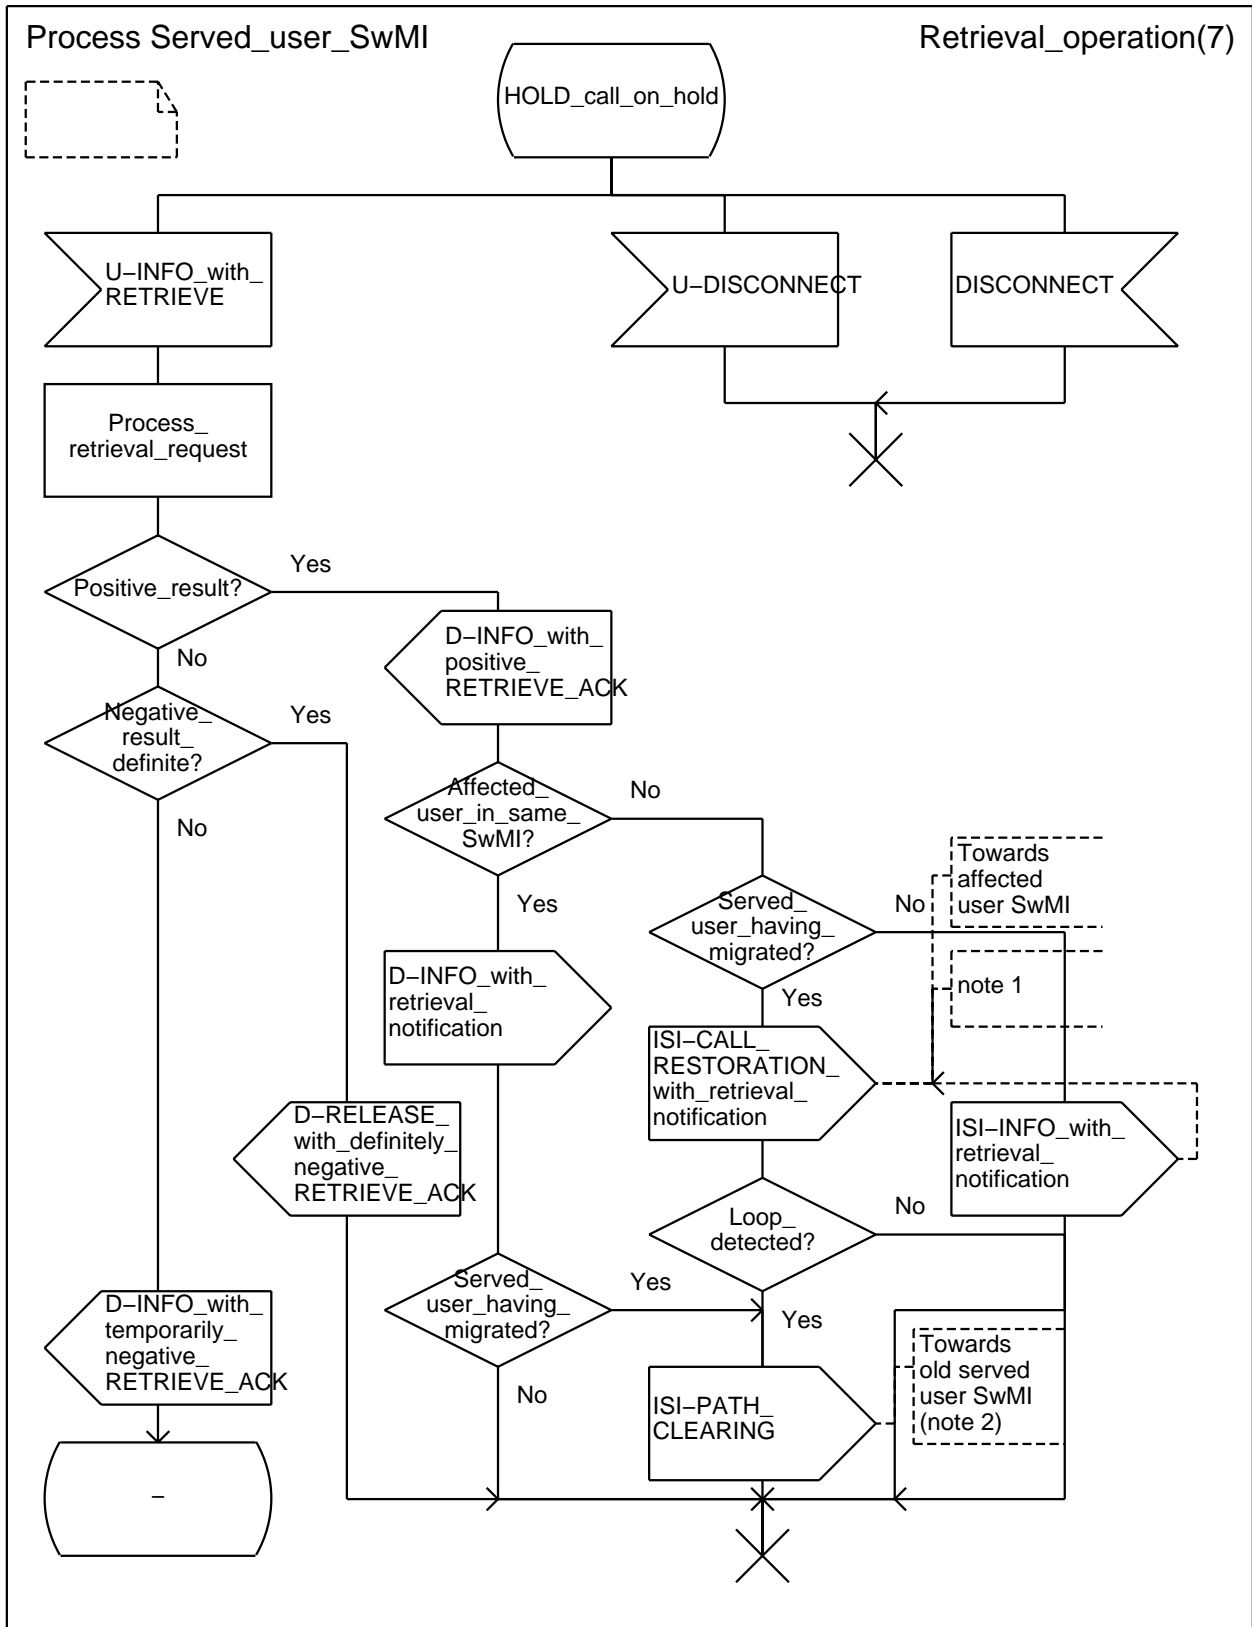 Process Served_user_SwMI
Retrieval_operation(7)
HOLD_call_on_hold
U−INFO_with_
RETRIEVE
U−DISCONNECT
DISCONNECT
Process_
retrieval_request
Positive_result?
Yes
No
D−INFO_with_
positive_
RETRIEVE_ACK
Negative_
result_
definite?
Yes
No
Affected_
user_in_same_
SwMI?
No
Yes
Towards
affected
user SwMI
Served_
user_having_
migrated?
No
Yes
note 1
D−INFO_with_
retrieval_
notification
ISI−CALL_
RESTORATION_
with_retrieval_
notification
D−RELEASE_
with_definitely_
negative_
RETRIEVE_ACK
ISI−INFO_with_
retrieval_
notification
Loop_
detected?
No
Yes
Served_
user_having_
migrated?
Yes
No
D−INFO_with_
temporarily_
negative_
RETRIEVE_ACK
Towards
old served
user SwMI
(note 2)
ISI−PATH_
CLEARING
−